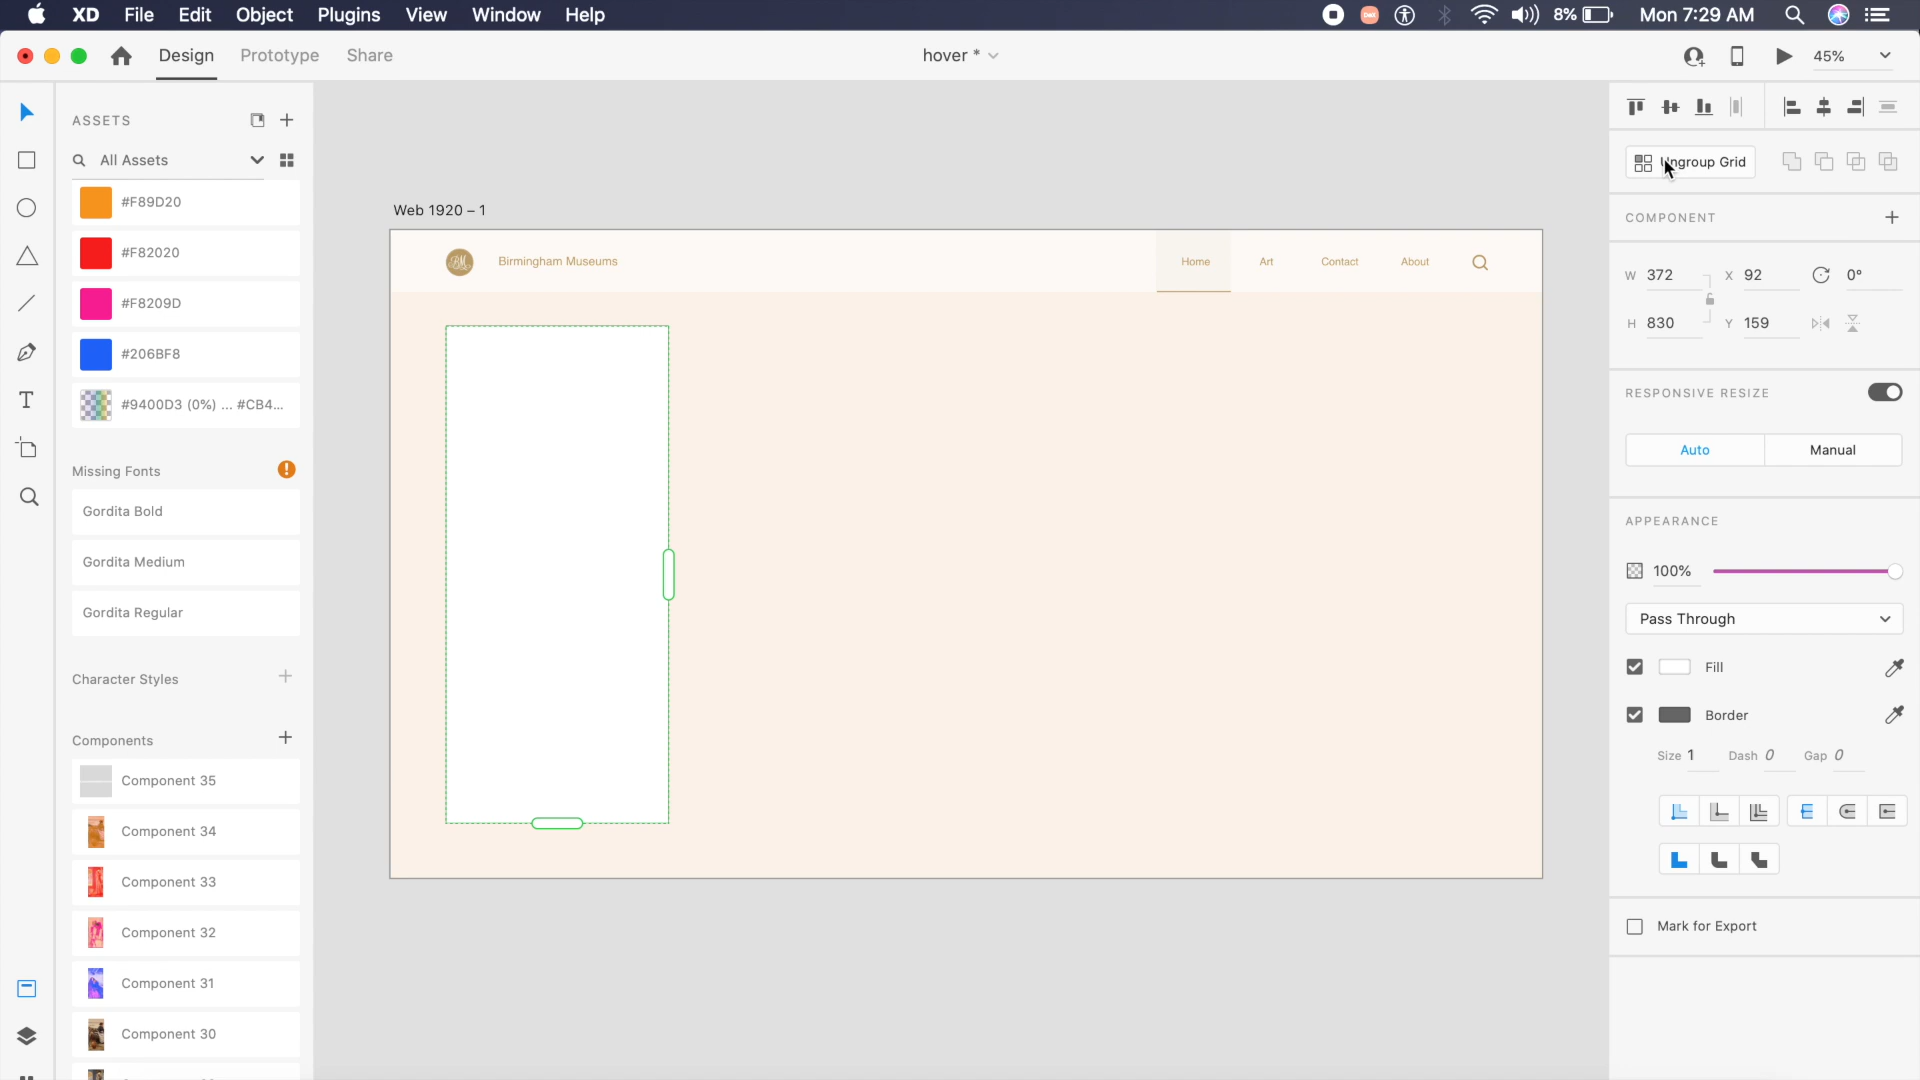 XD File Edit Object Plugins View Window Help 8% Mon 7:29 AM
Design Prototype Share hover * 45%
ASSETS
All Assets
#F89D20
#F82020
#F8209D
#206BF8
#9400D3 (0%) ... #CB4...
Missing Fonts
Gordita Bold
Gordita Medium
Gordita Regular
Character Styles
Components
Component 35
Component 34
Component 33
Component 32
Component 31
Component 30
Web 1920 – 1
BM Birmingham Museums Home Art Contact About
Ungroup Grid
COMPONENT
W 372 X 92 0°
H 830 Y 159
RESPONSIVE RESIZE
Auto Manual
APPEARANCE
100%
Pass Through
Fill
Border
Size 1 Dash 0 Gap 0
Mark for Export